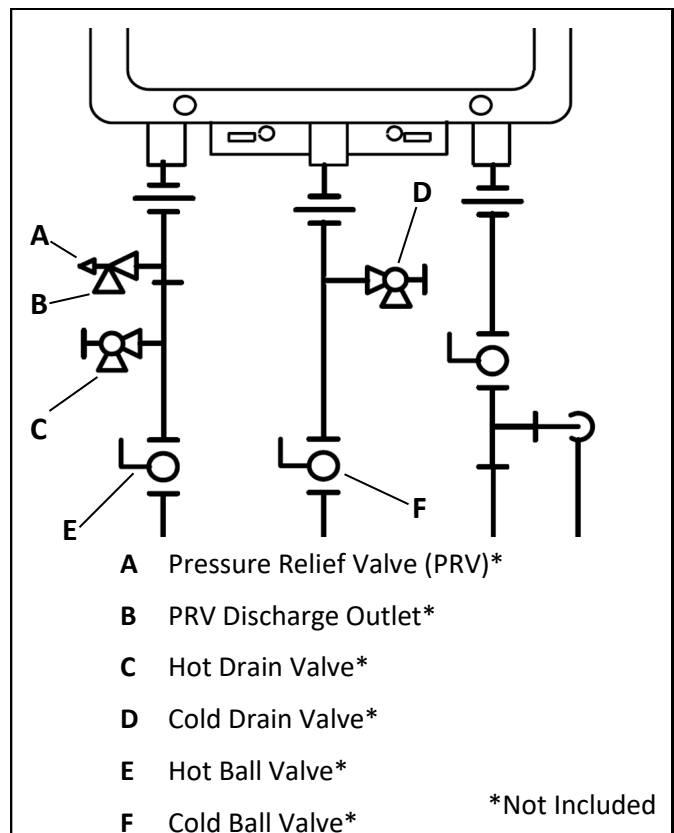 D
A
B
C
E
F
A Pressure Relief Valve (PRV)*
B PRV Discharge Outlet*
C Hot Drain Valve*
D Cold Drain Valve*
E Hot Ball Valve*
F Cold Ball Valve*
*Not Included